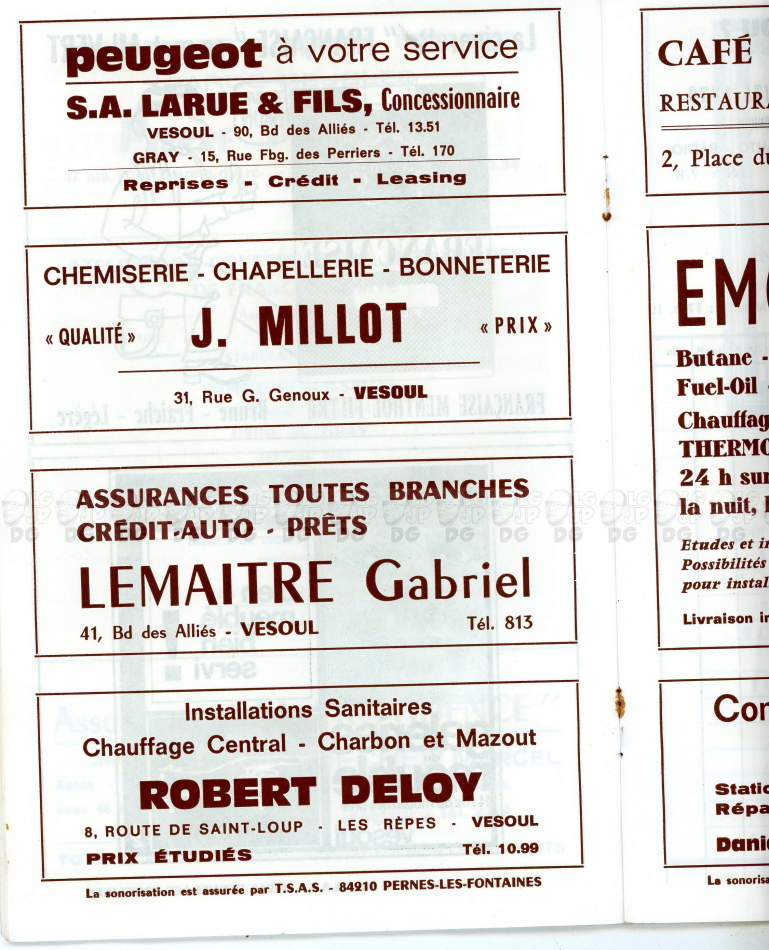 peugeot à votre service
S.A. LARUE & FILS, Concessionnaire
VESOUL - 90, Bd des Alliés - Tél. 13.51
GRAY - 15, Rue Fbg. des Perriers - Tél. 170
Reprises - Crédit - Leasing
CHEMISERIE - CHAPELLERIE - BONNETERIE
« QUALITÉ » J. MILLOT « PRIX »
31, Rue G. Genoux - VESOUL
ASSURANCES TOUTES BRANCHES
CRÉDIT-AUTO - PRÊTS
LEMAITRE Gabriel
41, Bd des Alliés - VESOUL Tél. 813
Installations Sanitaires
Chauffage Central - Charbon et Mazout
ROBERT DELOY
8, ROUTE DE SAINT-LOUP - LES RÈPES - VESOUL
PRIX ÉTUDIÉS Tél. 10.99
La sonorisation est assurée par T.S.A.S. - 84210 PERNES-LES-FONTAINES
CAFÉ
RESTAURA
2, Place du
EMO
Butane -
Fuel-Oil
Chauffag
THERMO
24 h sur
la nuit,
Etudes et in
Possibilités
pour instal
Livraison in
Con
Static
Répa
Danie
La sonorisa